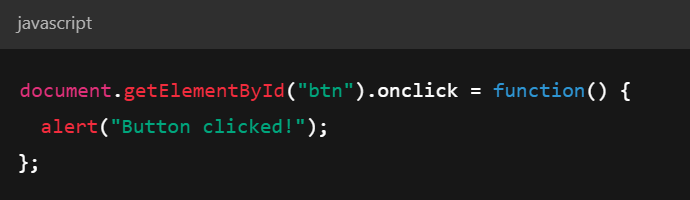 javascript
document.getElementById("btn").onclick = function() {
  alert("Button clicked!");
};